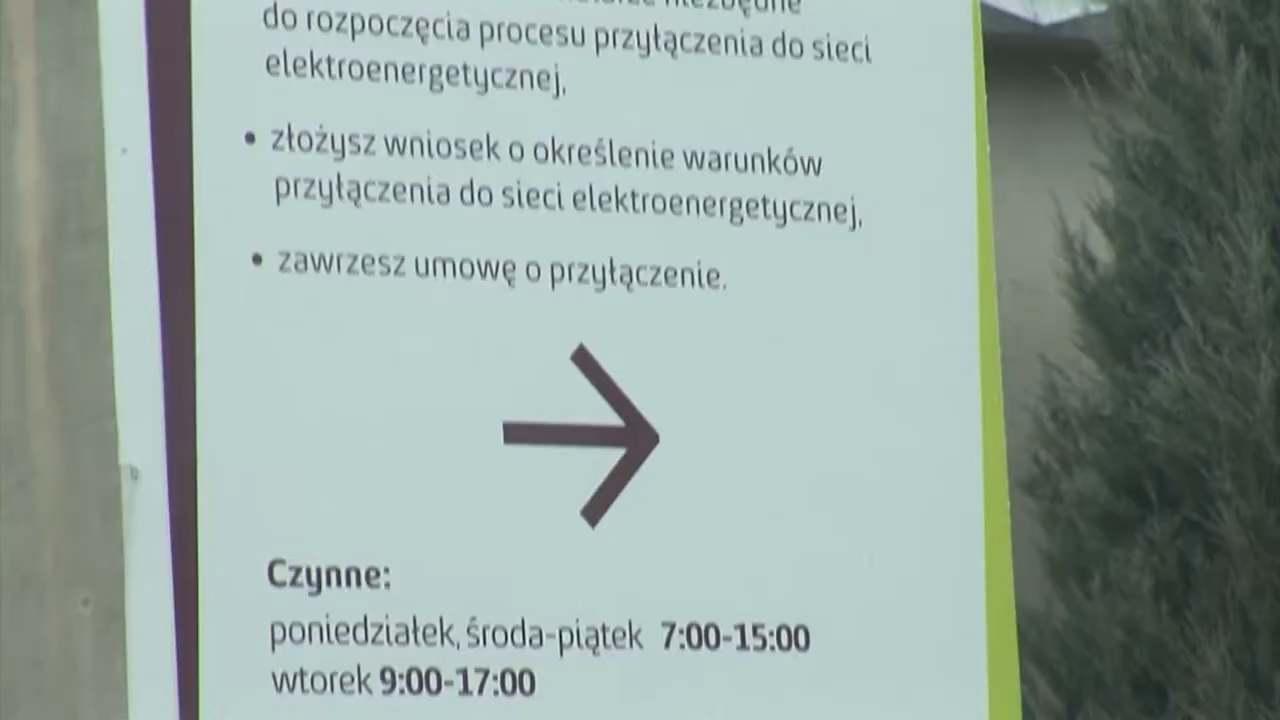 niezbędne
do rozpoczęcia procesu przyłączenia do sieci
elektroenergetycznej,
• złożysz wniosek o określenie warunków
przyłączenia do sieci elektroenergetycznej,
• zawrzesz umowę o przyłączenie.
Czynne:
poniedziałek, środa-piątek 7:00-15:00
wtorek 9:00-17:00